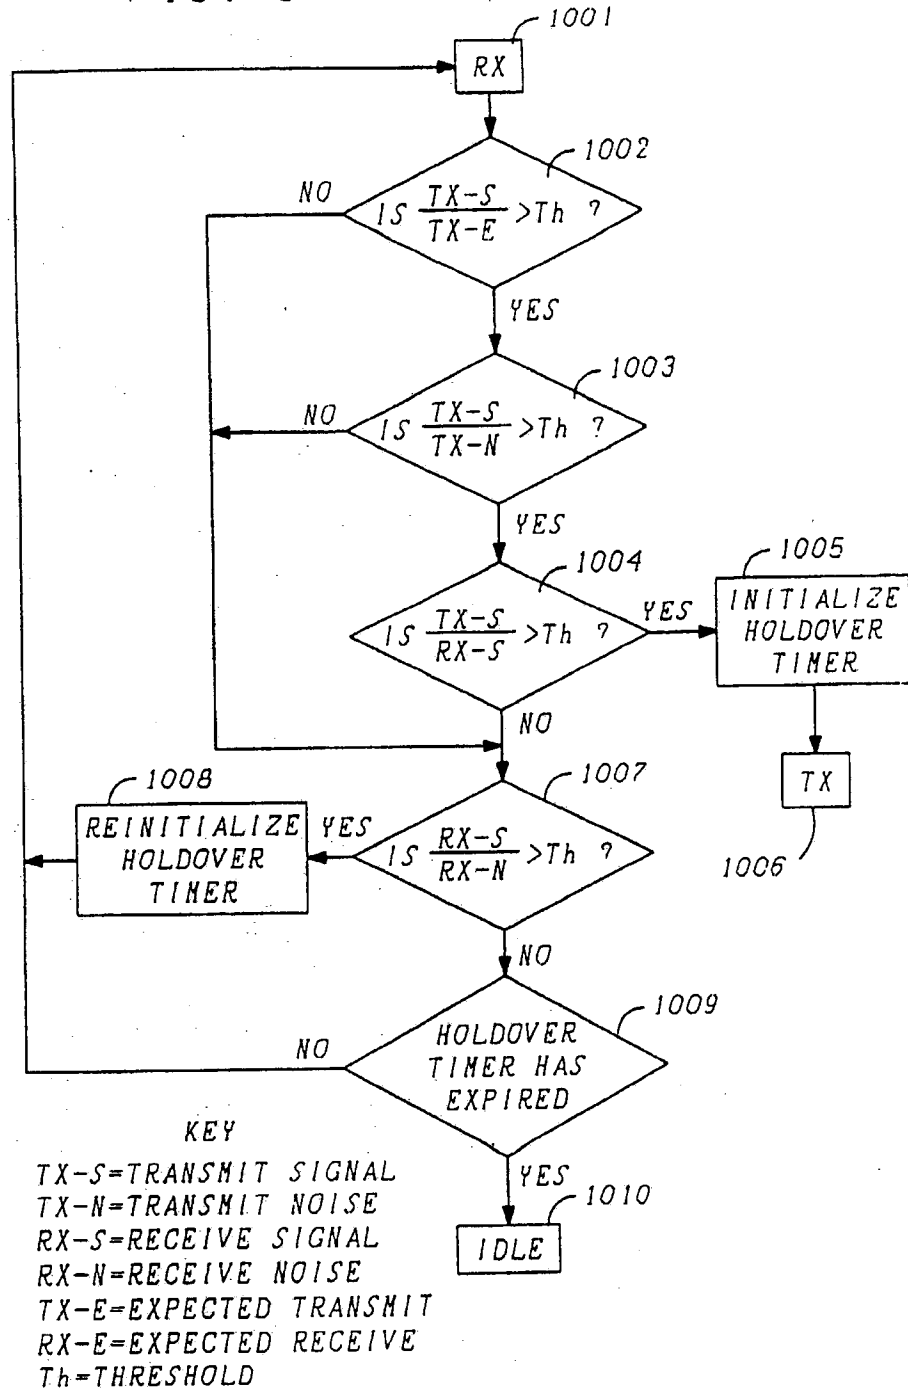 1001
RX
1002
NO
IS TX-S/TX-E >Th ?
YES
1003
NO
IS TX-S/TX-N >Th ?
YES
1004
1005
IS TX-S/RX-S >Th ?
YES
INITIALIZE
HOLDOVER
TIMER
NO
TX
1006
1007
1008
REINITIALIZE
HOLDOVER
TIMER
YES
IS RX-S/RX-N >Th ?
NO
1009
NO
HOLDOVER
TIMER HAS
EXPIRED
YES
1010
IDLE
KEY
TX-S=TRANSMIT SIGNAL
TX-N=TRANSMIT NOISE
RX-S=RECEIVE SIGNAL
RX-N=RECEIVE NOISE
TX-E=EXPECTED TRANSMIT
RX-E=EXPECTED RECEIVE
Th=THRESHOLD